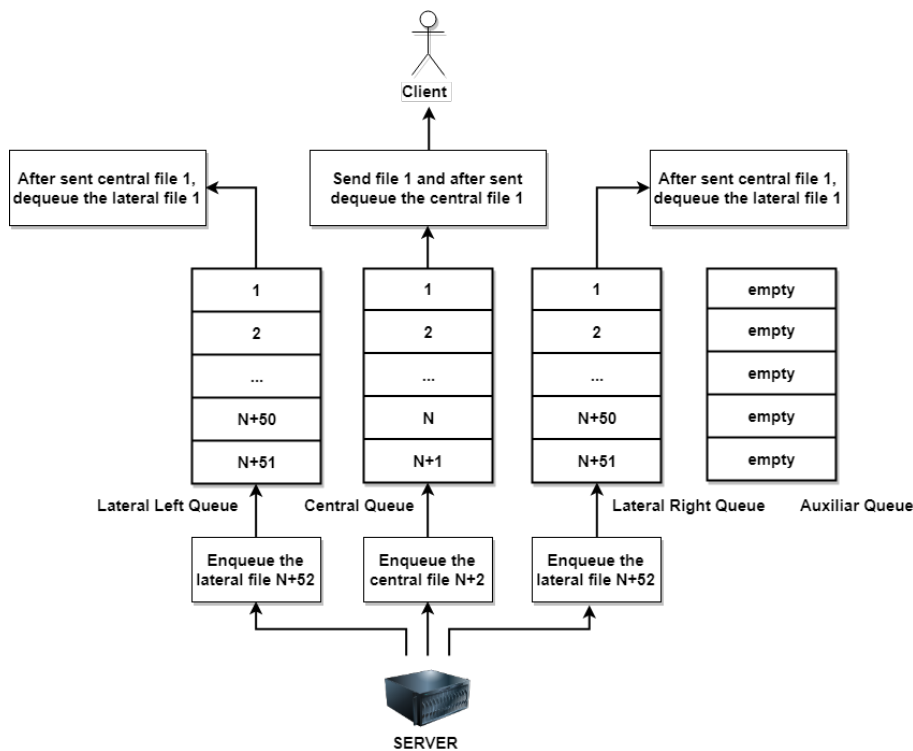 Client
After sent central file 1,
dequeue the lateral file 1
Send file 1 and after sent
dequeue the central file 1
After sent central file 1,
dequeue the lateral file 1
1
2
...
N+50
N+51
1
2
...
N
N+1
1
2
...
N+50
N+51
empty
empty
empty
empty
empty
Lateral Left Queue
Central Queue
Lateral Right Queue
Auxiliar Queue
Enqueue the
lateral file N+52
Enqueue the
central file N+2
Enqueue the
lateral file N+52
SERVER